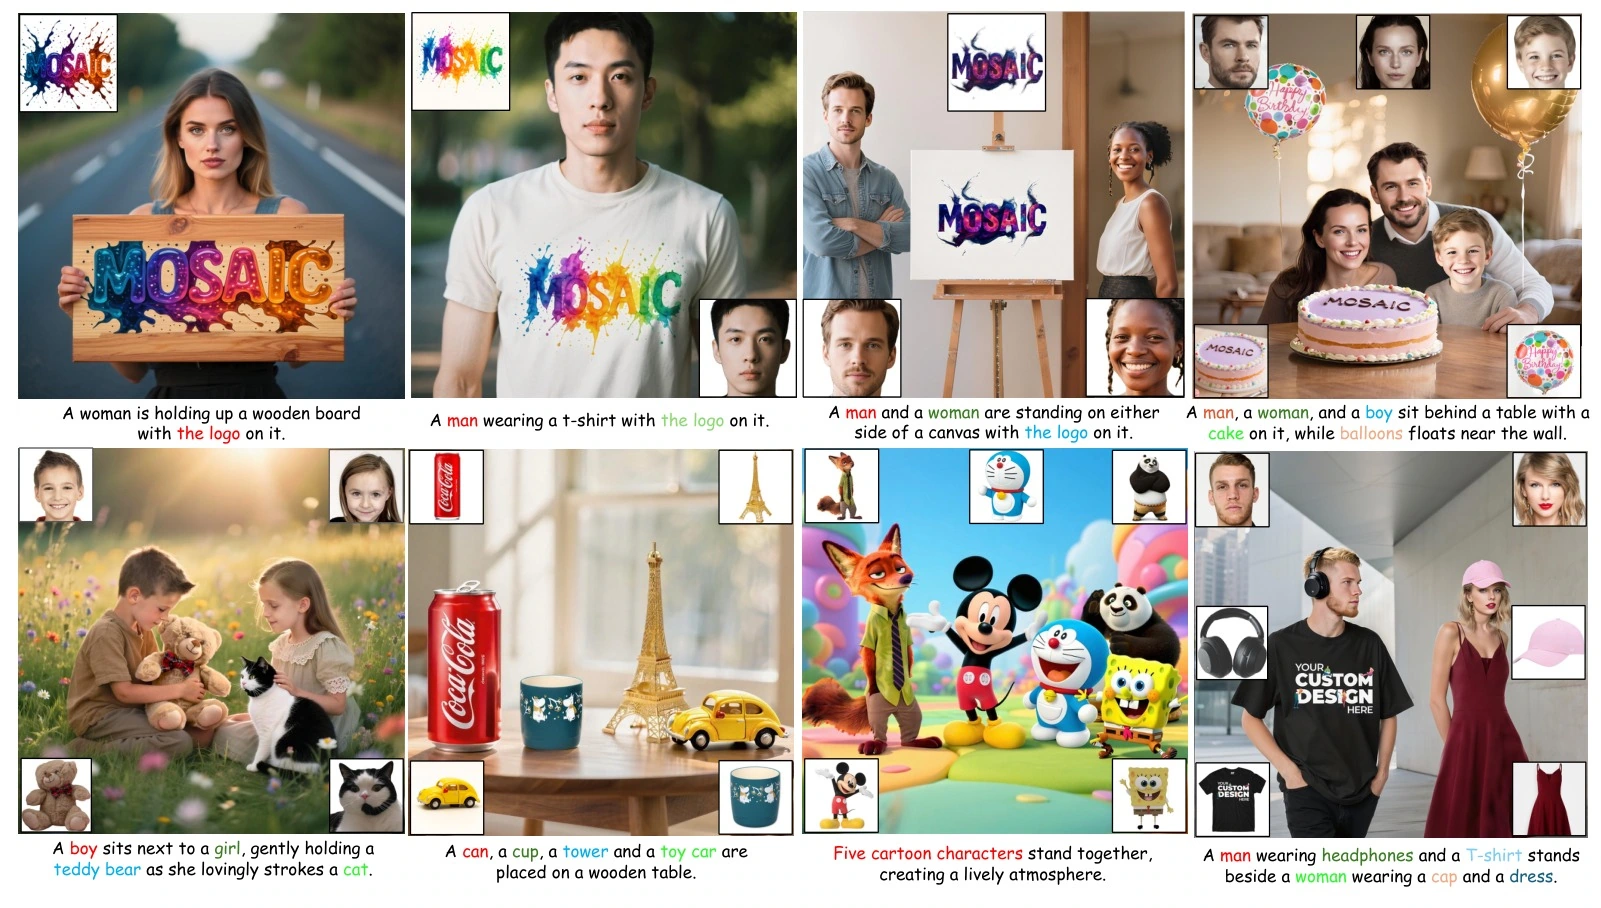 MOSAIC
MOSAIC
A woman is holding up a wooden board
with the logo on it.
MOSAIC
MOSAIC
A man wearing a t-shirt with the logo on it.
MOSAIC
MOSAIC
A man and a woman are standing on either
side of a canvas with the logo on it.
Happy
Birthday
MOSAIC
MOSAIC
Happy
Birthday
A man, a woman, and a boy sit behind a table with a
cake on it, while balloons floats near the wall.
A boy sits next to a girl, gently holding a
teddy bear as she lovingly strokes a cat.
Coca-Cola
Coca-Cola
A can, a cup, a tower and a toy car are
placed on a wooden table.
Five cartoon characters stand together,
creating a lively atmosphere.
YOUR
CUSTOM
DESIGN
HERE
YOUR
CUSTOM
DESIGN
HERE
A man wearing headphones and a T-shirt stands
beside a woman wearing a cap and a dress.